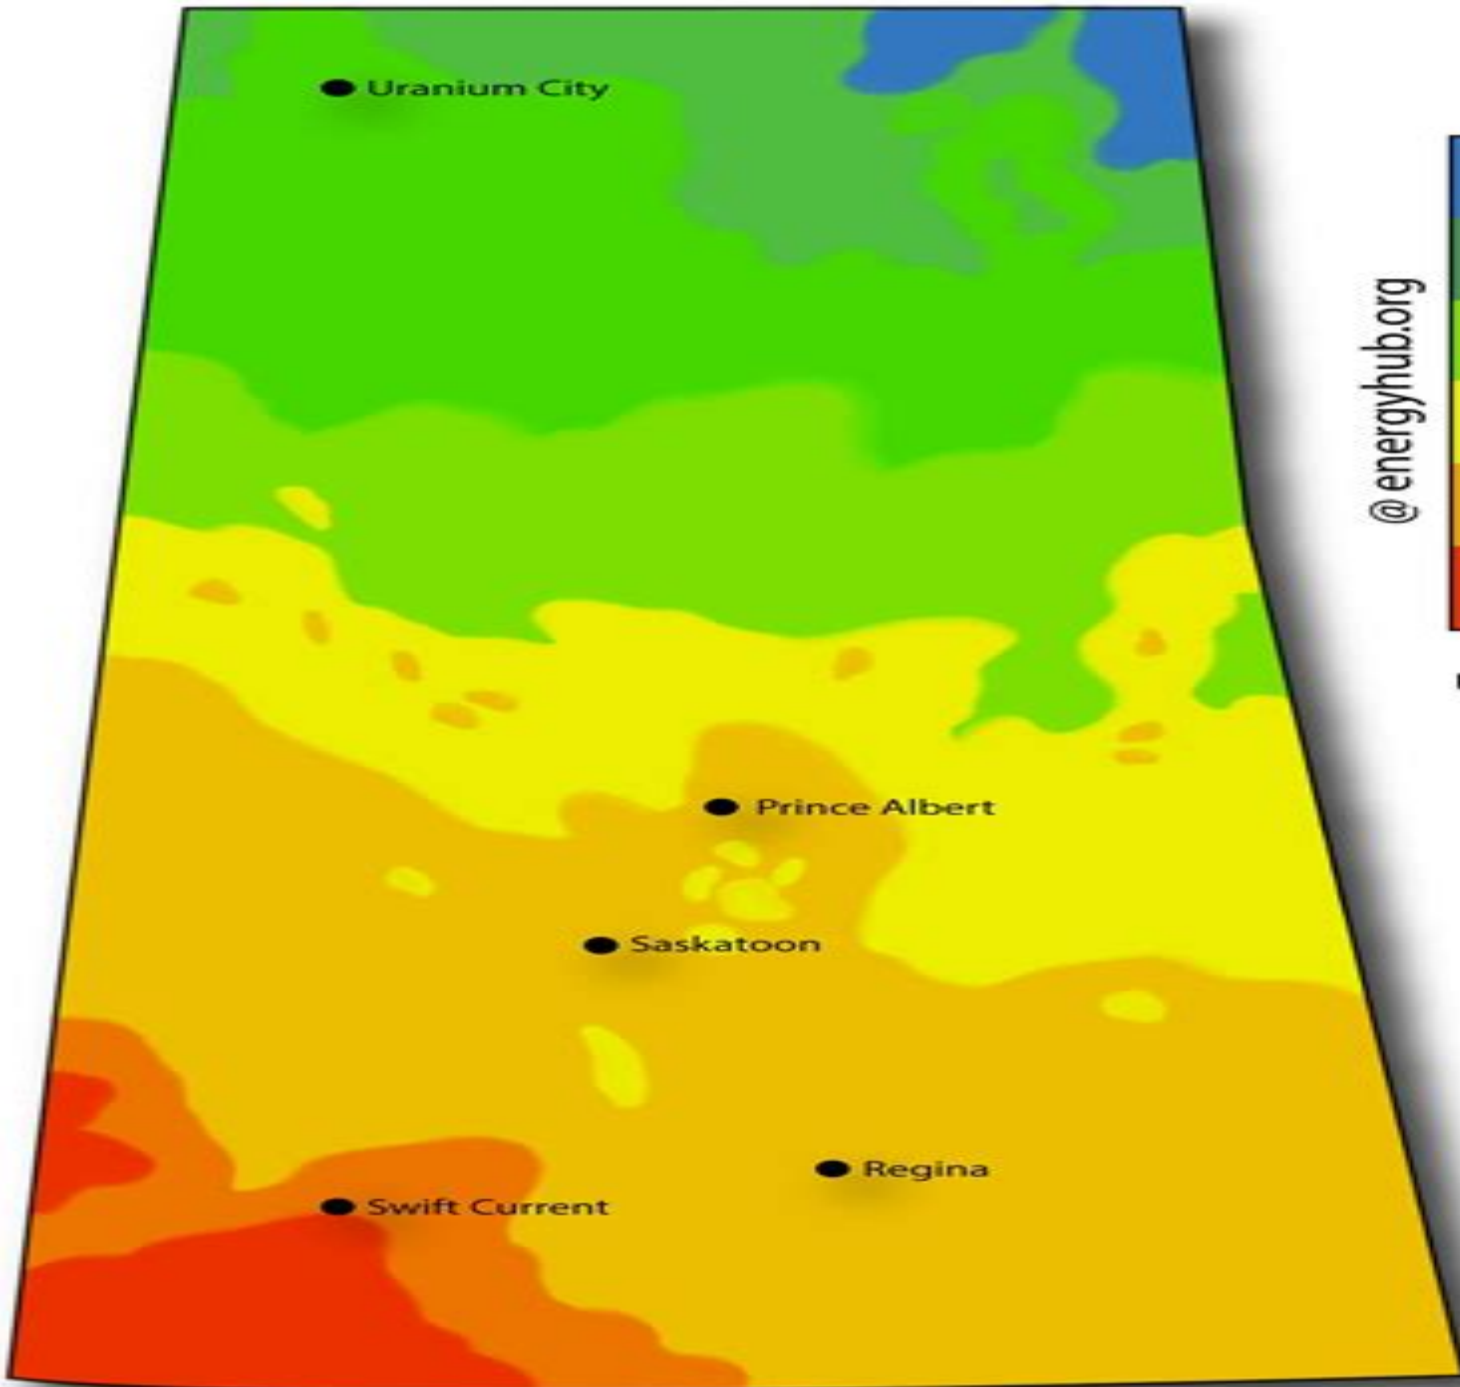 Uranium City
@ energyhub.org
Prince Albert
Saskatoon
Regina
Swift Current